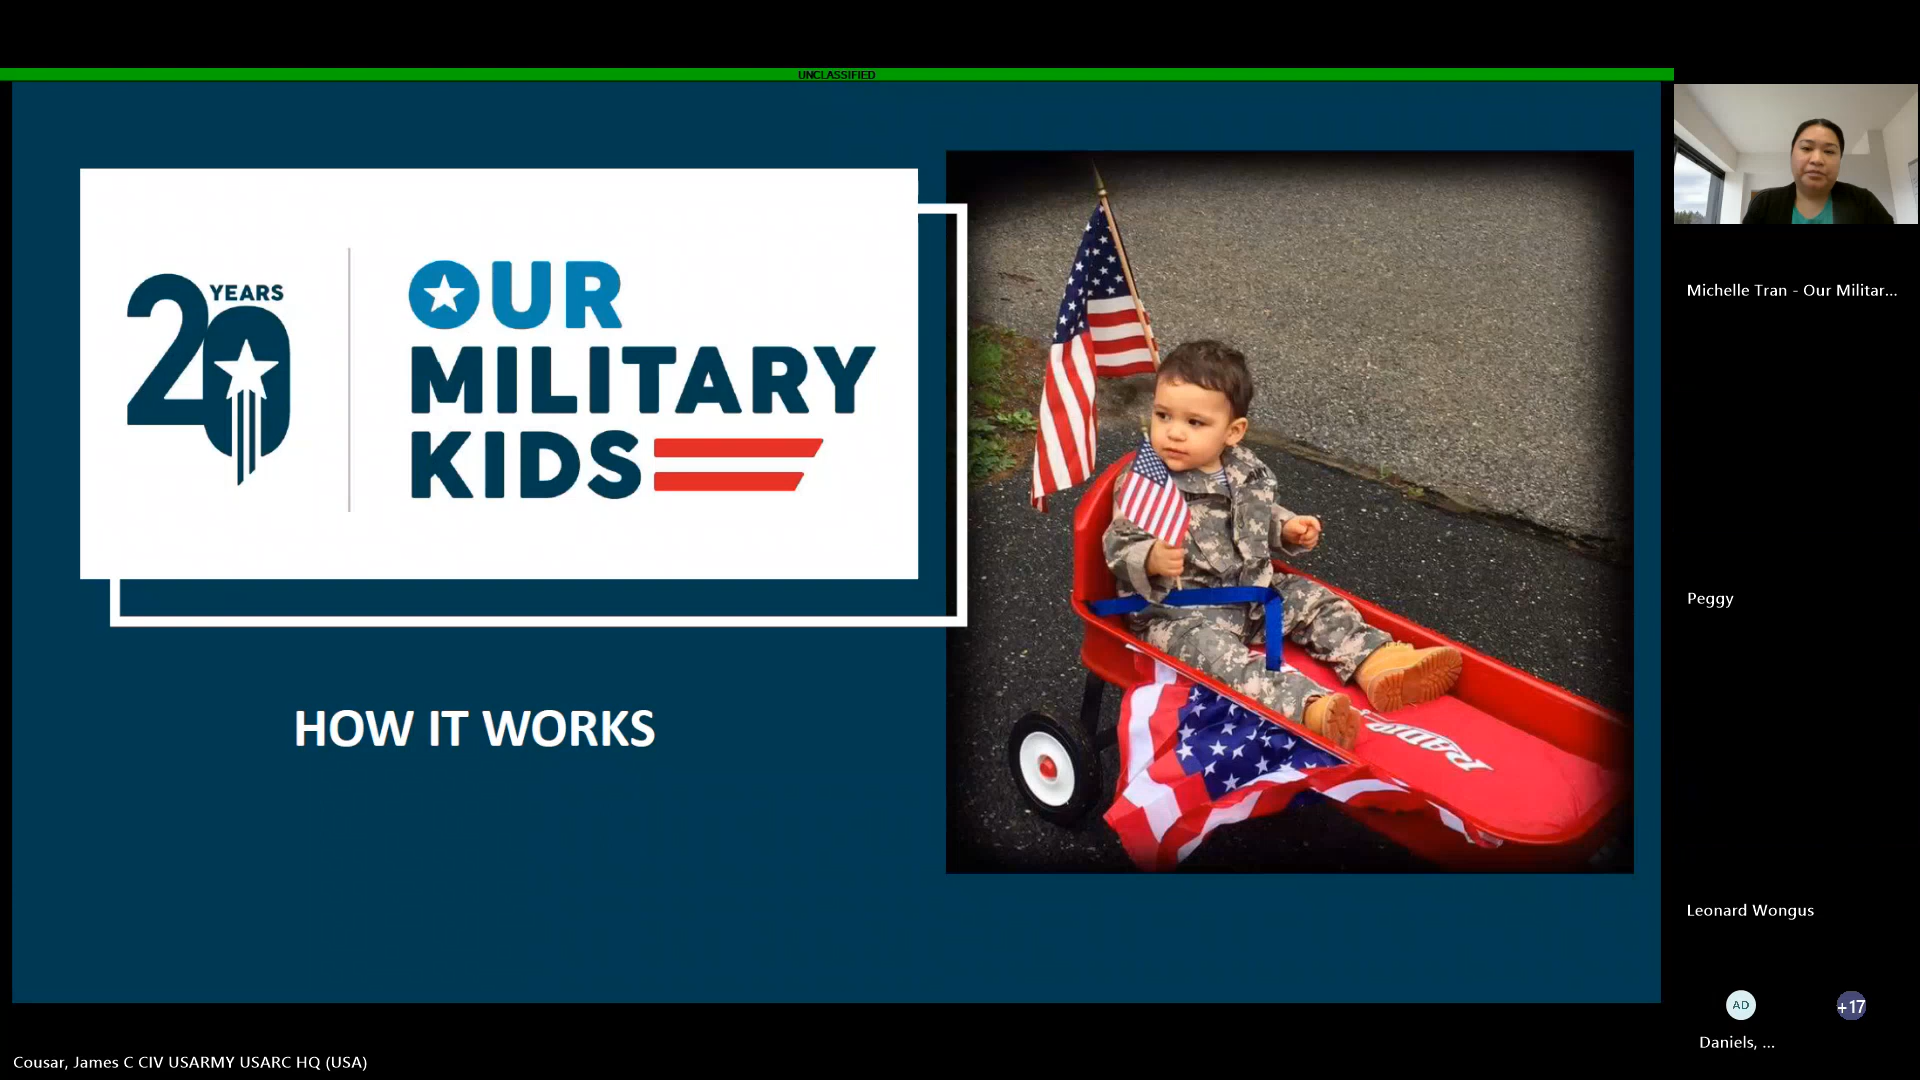 UNCLASSIFIED
20 YEARS
OUR
MILITARY
KIDS
HOW IT WORKS
RADIO
Michelle Tran - Our Militar...
Peggy
Leonard Wongus
AD
+17
Daniels, ...
Cousar, James C CIV USARMY USARC HQ (USA)